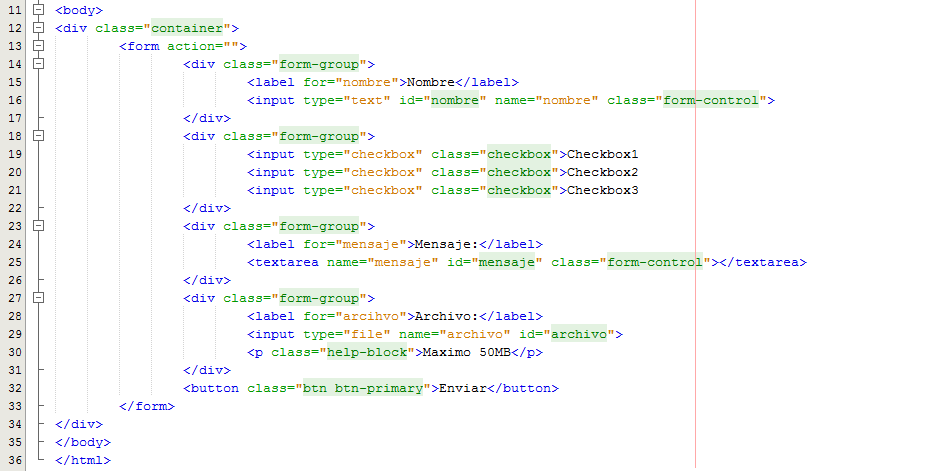 11 <body>
12 <div class="container">
13 <form action="">
14 <div class="form-group">
15 <label for="nombre">Nombre</label>
16 <input type="text" id="nombre" name="nombre" class="form-control">
17 </div>
18 <div class="form-group">
19 <input type="checkbox" class="checkbox">Checkbox1
20 <input type="checkbox" class="checkbox">Checkbox2
21 <input type="checkbox" class="checkbox">Checkbox3
22 </div>
23 <div class="form-group">
24 <label for="mensaje">Mensaje:</label>
25 <textarea name="mensaje" id="mensaje" class="form-control"></textarea>
26 </div>
27 <div class="form-group">
28 <label for="arcihvo">Archivo:</label>
29 <input type="file" name="archivo" id="archivo">
30 <p class="help-block">Maximo 50MB</p>
31 </div>
32 <button class="btn btn-primary">Enviar</button>
33 </form>
34 </div>
35 </body>
36 </html>